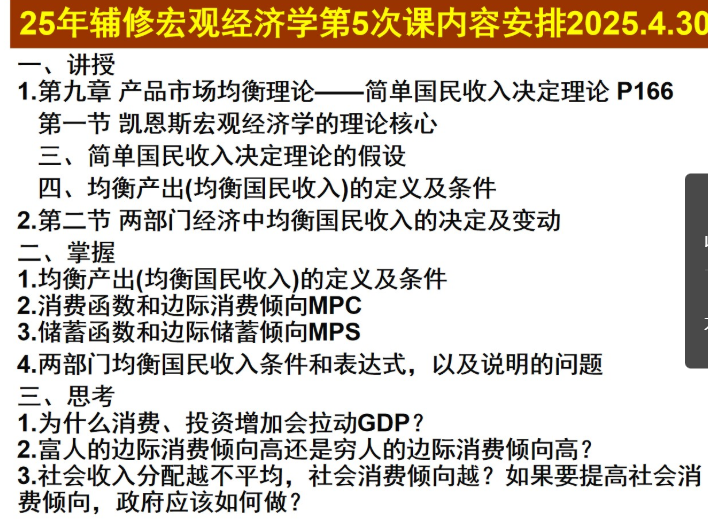 25年辅修宏观经济学第5次课内容安排2025.4.30
一、讲授
1.第九章 产品市场均衡理论——简单国民收入决定理论 P166
第一节 凯恩斯宏观经济学的理论核心
三、简单国民收入决定理论的假设
四、均衡产出(均衡国民收入)的定义及条件
2.第二节 两部门经济中均衡国民收入的决定及变动
二、掌握
1.均衡产出(均衡国民收入)的定义及条件
2.消费函数和边际消费倾向MPC
3.储蓄函数和边际储蓄倾向MPS
4.两部门均衡国民收入条件和表达式，以及说明的问题
三、思考
1.为什么消费、投资增加会拉动GDP？
2.富人的边际消费倾向高还是穷人的边际消费倾向高？
3.社会收入分配越不平均，社会消费倾向越？如果要提高社会消
费倾向，政府应该如何做？